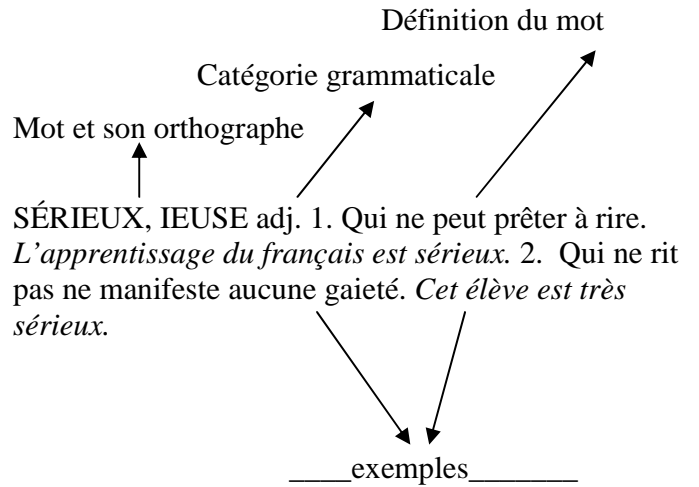 Définition du mot
Catégorie grammaticale
Mot et son orthographe
SÉRIEUX, IEUSE adj. 1. Qui ne peut prêter à rire.
L’apprentissage du français est sérieux. 2.  Qui ne rit
pas ne manifeste aucune gaieté. Cet élève est très
sérieux.
____exemples_______